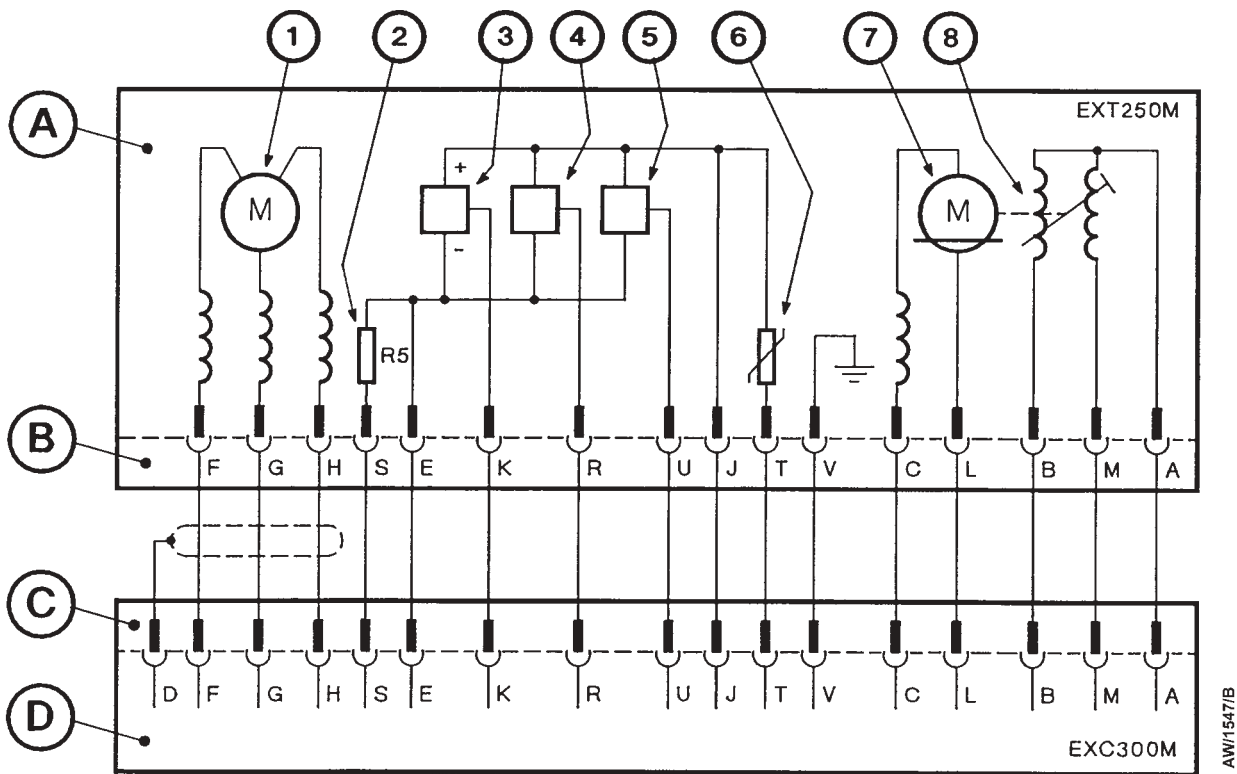 1 2 3 4 5 6 7 8
A
EXT250M
M
+
-
M
R5
B
F G H S E K R U J T V C L B M A
C
D F G H S E K R U J T V C L B M A
D
EXC300M
AW/1547/B